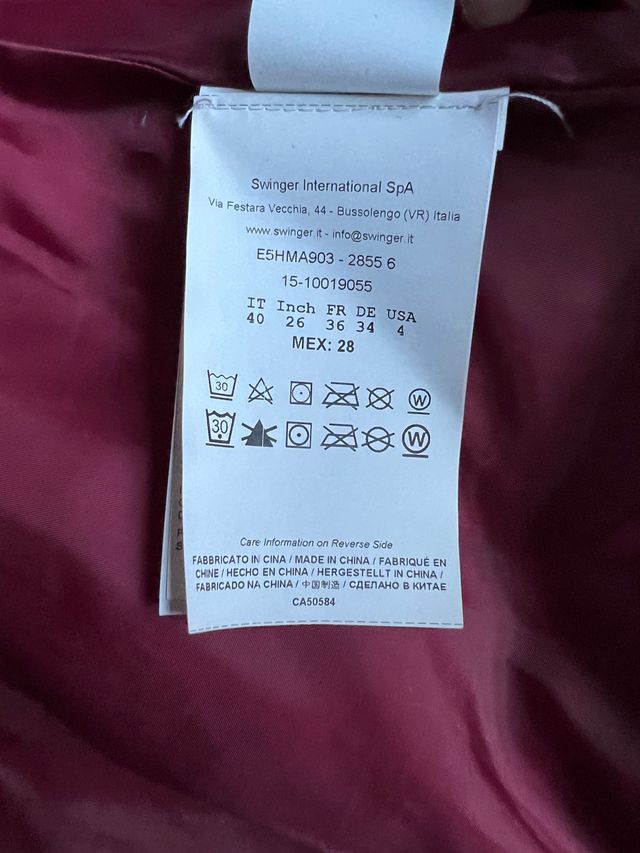 Swinger International SpA
Via Festara Vecchia, 44 - Bussolengo (VR) Italia
www.swinger.it - info@swinger.it
E5HMA903 - 2855 6
15-10019055
IT Inch FR DE USA
40 26 36 34 4
MEX: 28
30 W
30 W
Care Information on Reverse Side
FABBRICATO IN CINA / MADE IN CHINA / FABRIQUÉ EN
CHINE / HECHO EN CHINA / HERGESTELLT IN CHINA /
FABRICADO NA CHINA / 中国制造 / СДЕЛАНО В КИТАЕ
CA50584